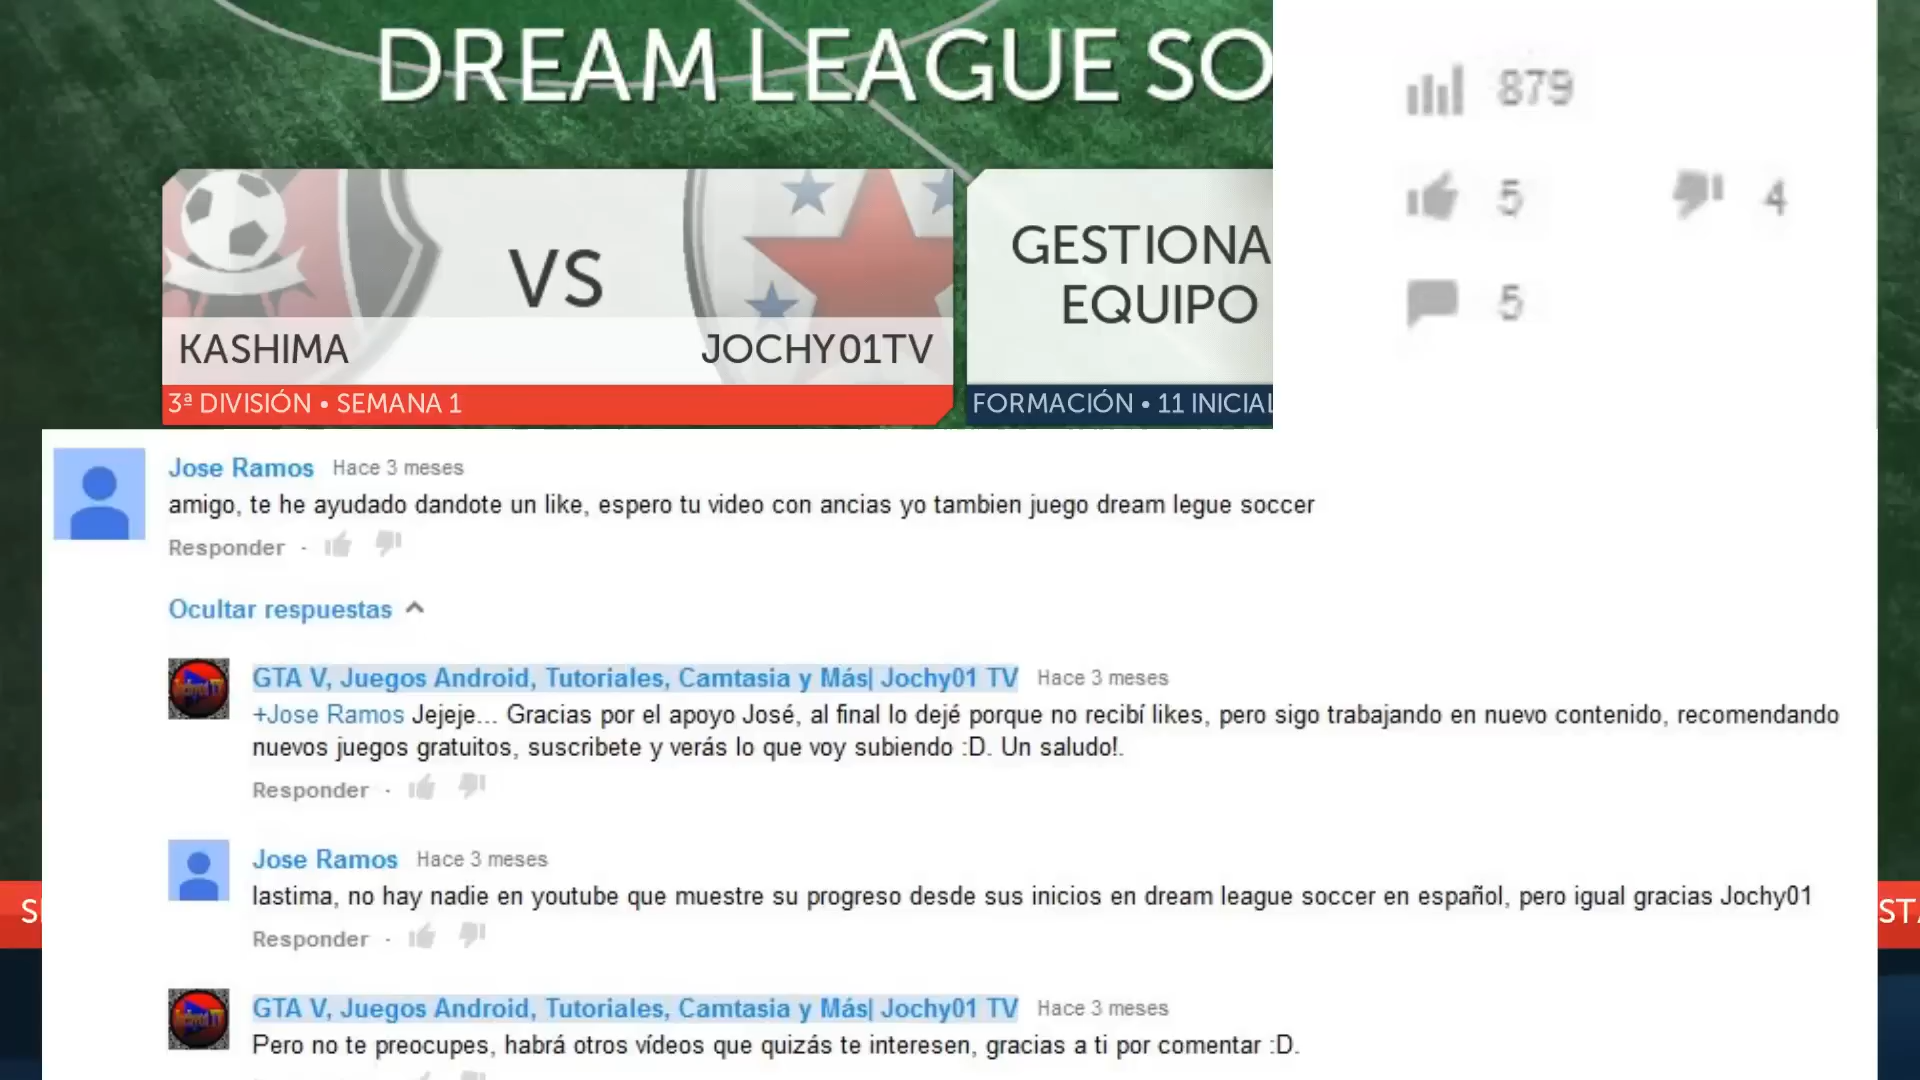 DREAM LEAGUE SO
879
5
4
5
VS
KASHIMA
JOCHY01TV
3ª DIVISIÓN • SEMANA 1
GESTIONA
EQUIPO
FORMACIÓN • 11 INICIAL
Jose Ramos Hace 3 meses
amigo, te he ayudado dandote un like, espero tu video con ancias yo tambien juego dream legue soccer
Responder ·
Ocultar respuestas
GTA V, Juegos Android, Tutoriales, Camtasia y Más| Jochy01 TV Hace 3 meses
+Jose Ramos Jejeje... Gracias por el apoyo José, al final lo dejé porque no recibí likes, pero sigo trabajando en nuevo contenido, recomendando
nuevos juegos gratuitos, suscribete y verás lo que voy subiendo :D. Un saludo!.
Responder ·
Jose Ramos Hace 3 meses
lastima, no hay nadie en youtube que muestre su progreso desde sus inicios en dream league soccer en español, pero igual gracias Jochy01
Responder ·
GTA V, Juegos Android, Tutoriales, Camtasia y Más| Jochy01 TV Hace 3 meses
Pero no te preocupes, habrá otros vídeos que quizás te interesen, gracias a ti por comentar :D.